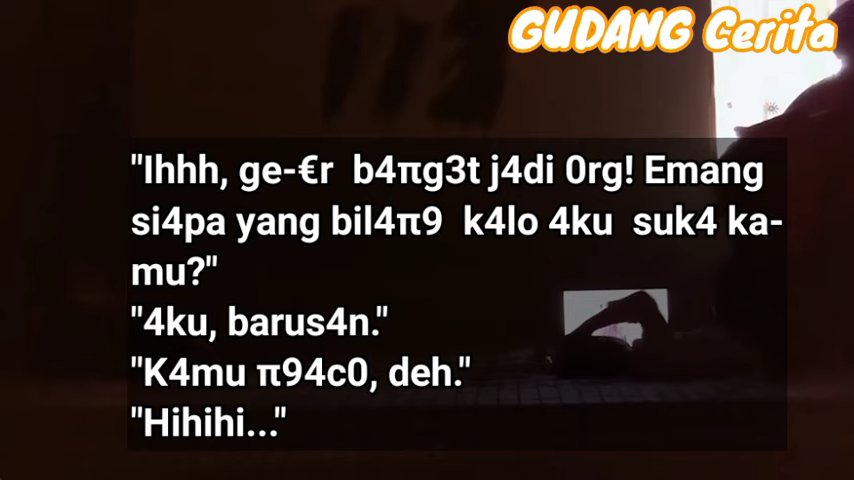 GUDANG Cerita
"Ihhh, ge-€r b4πg3t j4di 0rg! Emang
si4pa yang bil4π9 k4lo 4ku suk4 ka-
mu?"
"4ku, barus4n."
"K4mu π94c0, deh."
"Hihihi..."